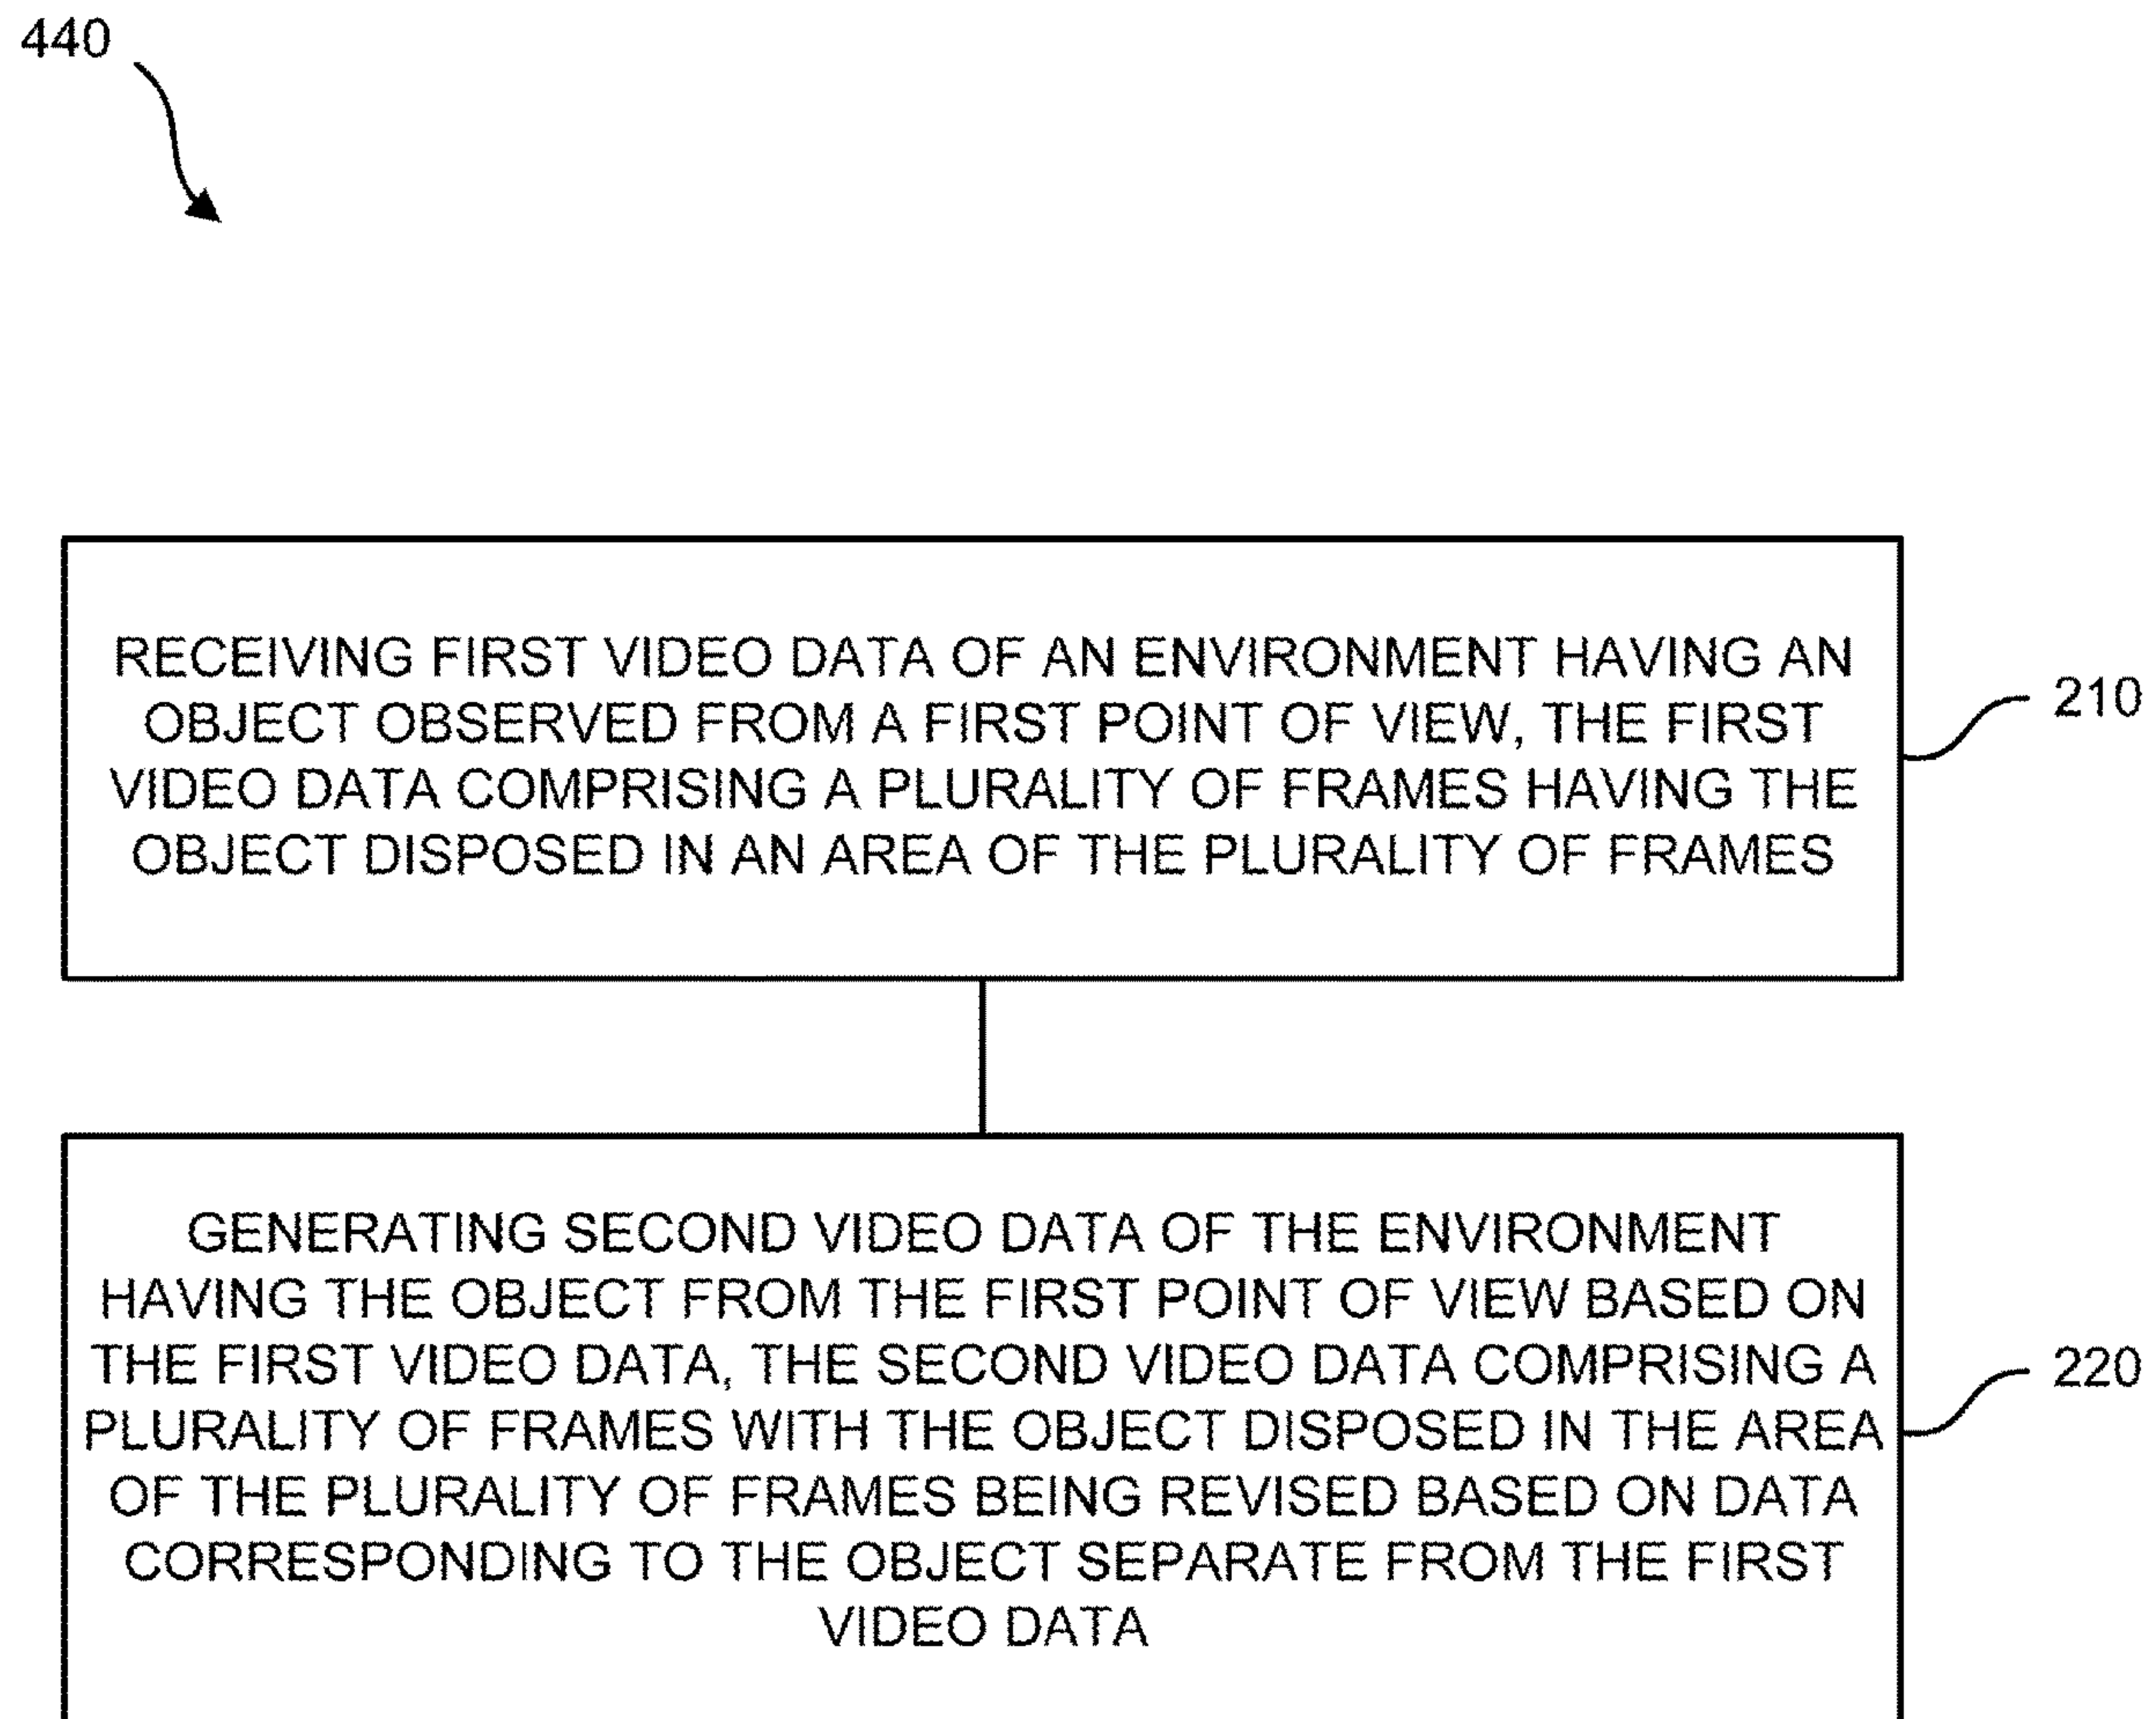 440
RECEIVING FIRST VIDEO DATA OF AN ENVIRONMENT HAVING AN
OBJECT OBSERVED FROM A FIRST POINT OF VIEW, THE FIRST
VIDEO DATA COMPRISING A PLURALITY OF FRAMES HAVING THE
OBJECT DISPOSED IN AN AREA OF THE PLURALITY OF FRAMES
210
GENERATING SECOND VIDEO DATA OF THE ENVIRONMENT
HAVING THE OBJECT FROM THE FIRST POINT OF VIEW BASED ON
THE FIRST VIDEO DATA, THE SECOND VIDEO DATA COMPRISING A
PLURALITY OF FRAMES WITH THE OBJECT DISPOSED IN THE AREA
OF THE PLURALITY OF FRAMES BEING REVISED BASED ON DATA
CORRESPONDING TO THE OBJECT SEPARATE FROM THE FIRST
VIDEO DATA
220